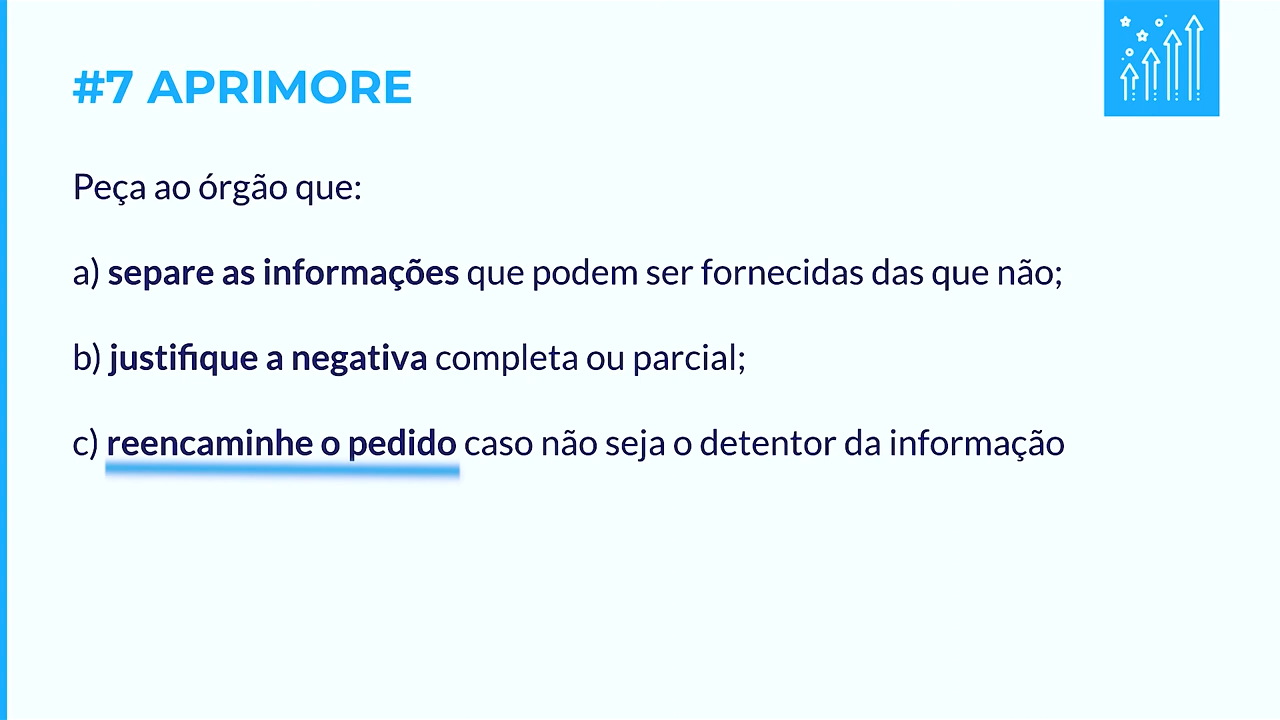 #7 APRIMORE
Peça ao órgão que:
a) separe as informações que podem ser fornecidas das que não;
b) justifique a negativa completa ou parcial;
c) reencaminhe o pedido caso não seja o detentor da informação